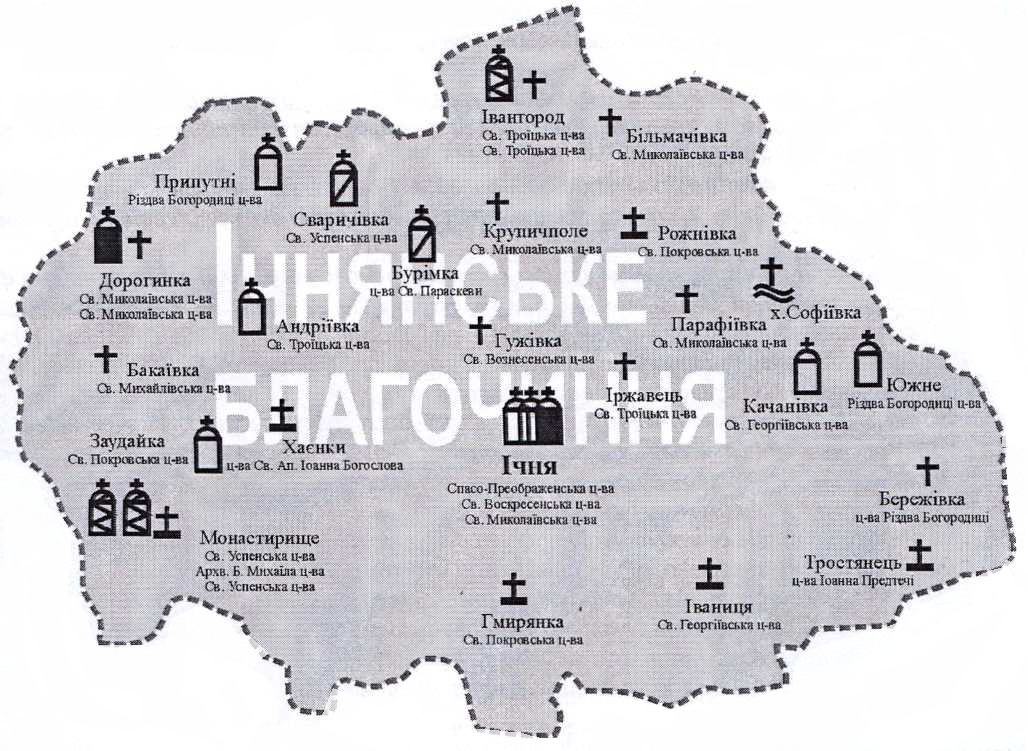 Івангород
Св. Троїцька ц-ва
Св. Троїцька ц-ва
Більмачівка
Св. Миколаївська ц-ва
Припутні
Різдва Богородиці ц-ва
Сваричівка
Св. Успенська ц-ва
Крупичполе
Св. Миколаївська ц-ва
Рожнівка
Св. Покровська ц-ва
Бурімка
ц-ва Св. Параскеви
Дорогинка
Св. Миколаївська ц-ва
Св. Миколаївська ц-ва
ІЧНЯНСЬКЕ
БЛАГОЧИННЯ
х.Софіївка
Андріївка
Св. Троїцька ц-ва
Гужівка
Св. Вознесенська ц-ва
Парафіївка
Св. Миколаївська ц-ва
Бакаївка
Св. Михайлівська ц-ва
Іржавець
Св. Троїцька ц-ва
Качанівка
Св. Георгіївська ц-ва
Южне
Різдва Богородиці ц-ва
Заудайка
Св. Покровська ц-ва
Хаєнки
ц-ва Св. Ап. Іоанна Богослова
Ічня
Спасо-Преображенська ц-ва
Св. Воскресенська ц-ва
Св. Миколаївська ц-ва
Бережівка
ц-ва Різдва Богородиці
Монастирище
Св. Успенська ц-ва
Архв. Б. Михаїла ц-ва
Св. Успенська ц-ва
Тростянець
ц-ва Іоанна Предтечі
Гмирянка
Св. Покровська ц-ва
Іваниця
Св. Георгіївська ц-ва